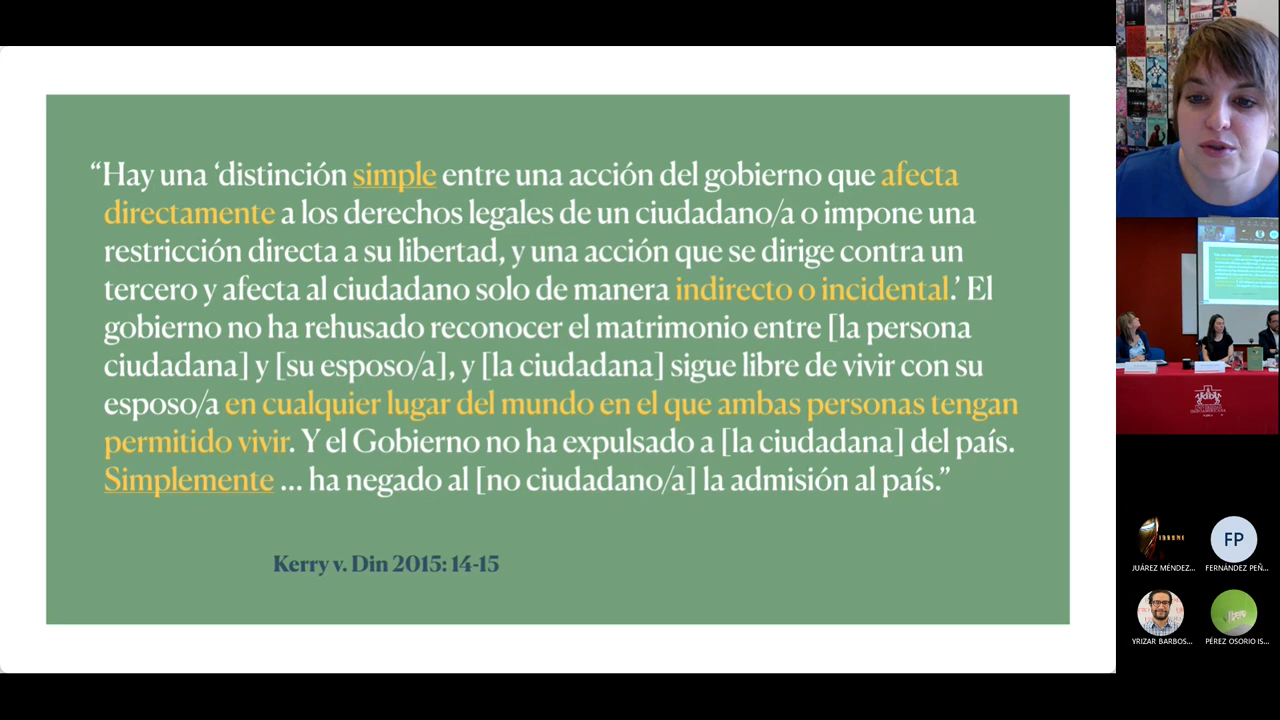 “Hay una ‘distinción simple entre una acción del gobierno que afecta
directamente a los derechos legales de un ciudadano/a o impone una
restricción directa a su libertad, y una acción que se dirige contra un
tercero y afecta al ciudadano solo de manera indirecto o incidental.’ El
gobierno no ha rehusado reconocer el matrimonio entre [la persona
ciudadana] y [su esposo/a], y [la ciudadana] sigue libre de vivir con su
esposo/a en cualquier lugar del mundo en el que ambas personas tengan
permitido vivir. Y el Gobierno no ha expulsado a [la ciudadana] del país.
Simplemente ... ha negado al [no ciudadano/a] la admisión al país.”
Kerry v. Din 2015: 14-15
FP
JUÁREZ MÉNDEZ...
FERNÁNDEZ PEÑ...
YRIZAR BARBOS...
PÉREZ OSORIO IS...